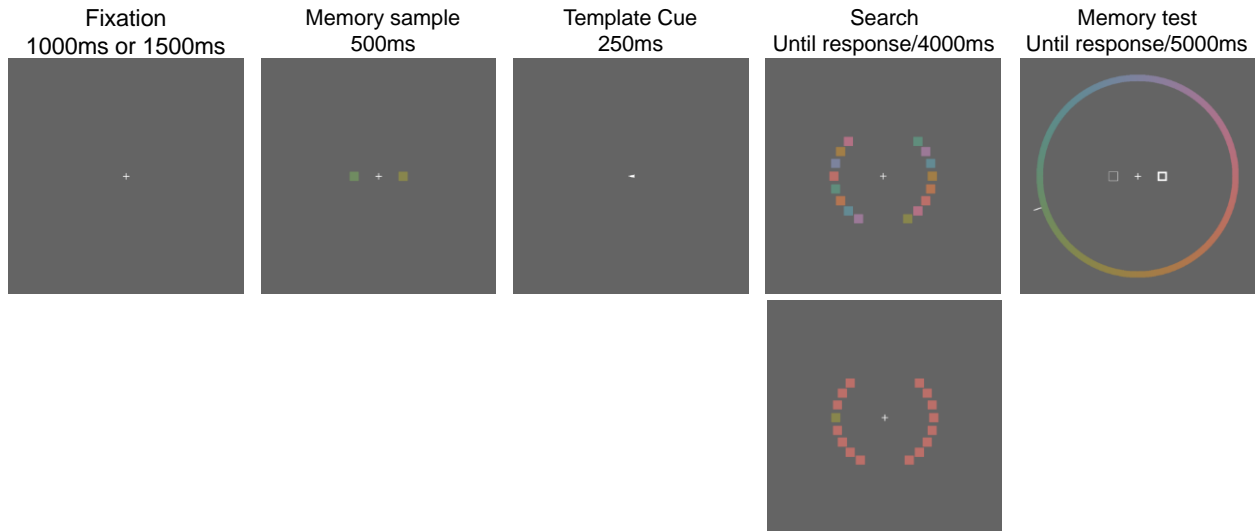 Fixation
1000ms or 1500ms
Memory sample
500ms
Template Cue
250ms
Search
Until response/4000ms
Memory test
Until response/5000ms